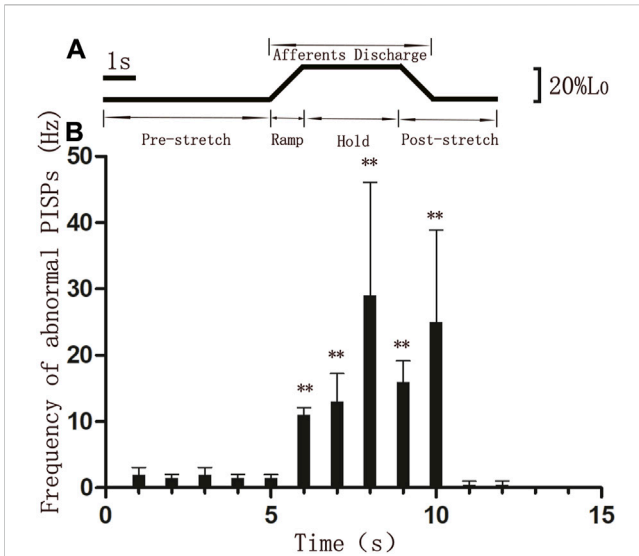 A
1s
Afferents Discharge
20%Lo
Pre-stretch
Ramp
Hold
Post-stretch
B
Frequency of abnormal PISPs (Hz)
50
40
30
20
10
0
**
**
**
**
**
0
5
10
15
Time (s)